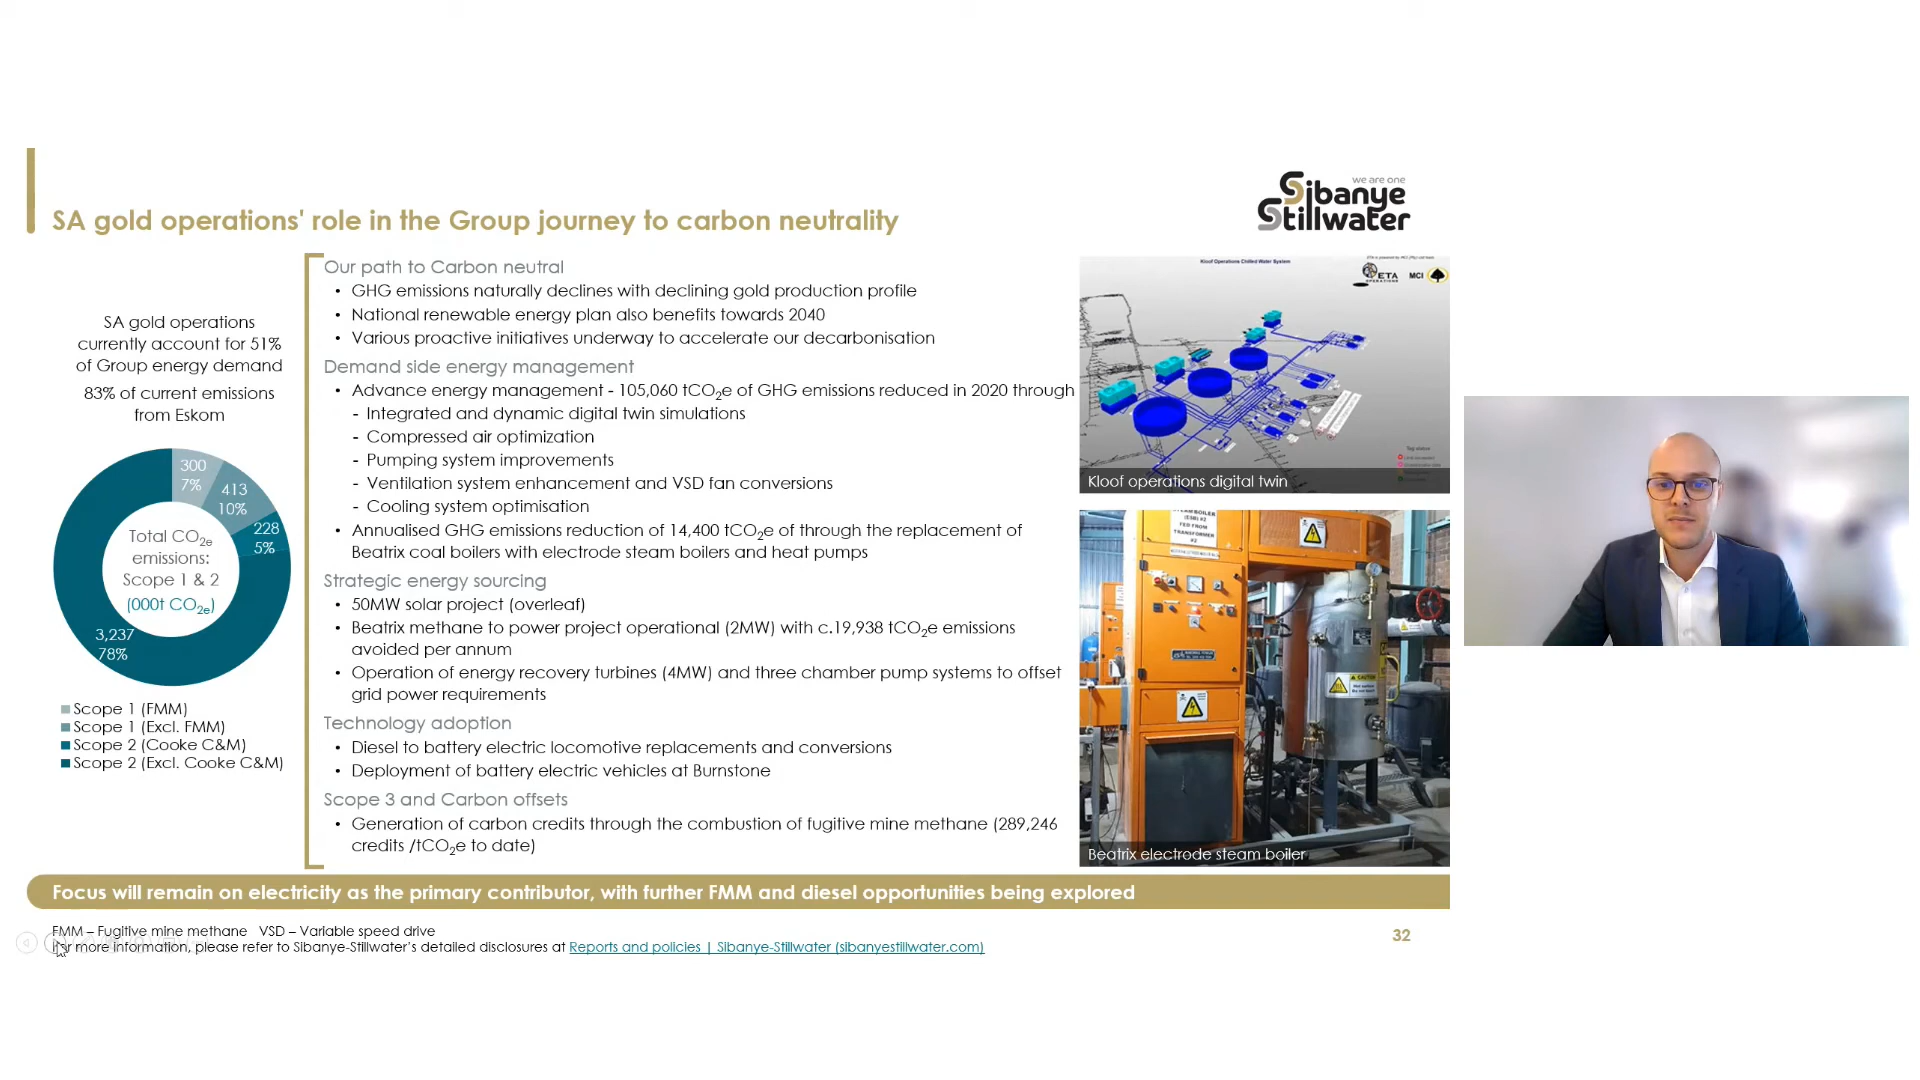 we are one
Sibanye
Stillwater
SA gold operations' role in the Group journey to carbon neutrality
SA gold operations
currently account for 51%
of Group energy demand
83% of current emissions
from Eskom
300
7%
413
10%
228
5%
3,237
78%
Total CO2e
emissions:
Scope 1 & 2
(000t CO2e)
Scope 1 (FMM)
Scope 1 (Excl. FMM)
Scope 2 (Cooke C&M)
Scope 2 (Excl. Cooke C&M)
Our path to Carbon neutral
• GHG emissions naturally declines with declining gold production profile
• National renewable energy plan also benefits towards 2040
• Various proactive initiatives underway to accelerate our decarbonisation
Demand side energy management
• Advance energy management - 105,060 tCO2e of GHG emissions reduced in 2020 through
- Integrated and dynamic digital twin simulations
- Compressed air optimization
- Pumping system improvements
- Ventilation system enhancement and VSD fan conversions
- Cooling system optimisation
• Annualised GHG emissions reduction of 14,400 tCO2e of through the replacement of
Beatrix coal boilers with electrode steam boilers and heat pumps
Strategic energy sourcing
• 50MW solar project (overleaf)
• Beatrix methane to power project operational (2MW) with c.19,938 tCO2e emissions
avoided per annum
• Operation of energy recovery turbines (4MW) and three chamber pump systems to offset
grid power requirements
Technology adoption
• Diesel to battery electric locomotive replacements and conversions
• Deployment of battery electric vehicles at Burnstone
Scope 3 and Carbon offsets
• Generation of carbon credits through the combustion of fugitive mine methane (289,246
credits /tCO2e to date)
Kloof Operations Chilled Water System
ETA
OPERATIONS
MCI
Kloof operations digital twin
(ESB) #2
FED FROM
TRANSFORMER
#2
CAUTION
Beatrix electrode steam boiler
Focus will remain on electricity as the primary contributor, with further FMM and diesel opportunities being explored
FMM – Fugitive mine methane VSD – Variable speed drive
For more information, please refer to Sibanye-Stillwater's detailed disclosures at Reports and policies | Sibanye-Stillwater (sibanyestillwater.com)
32